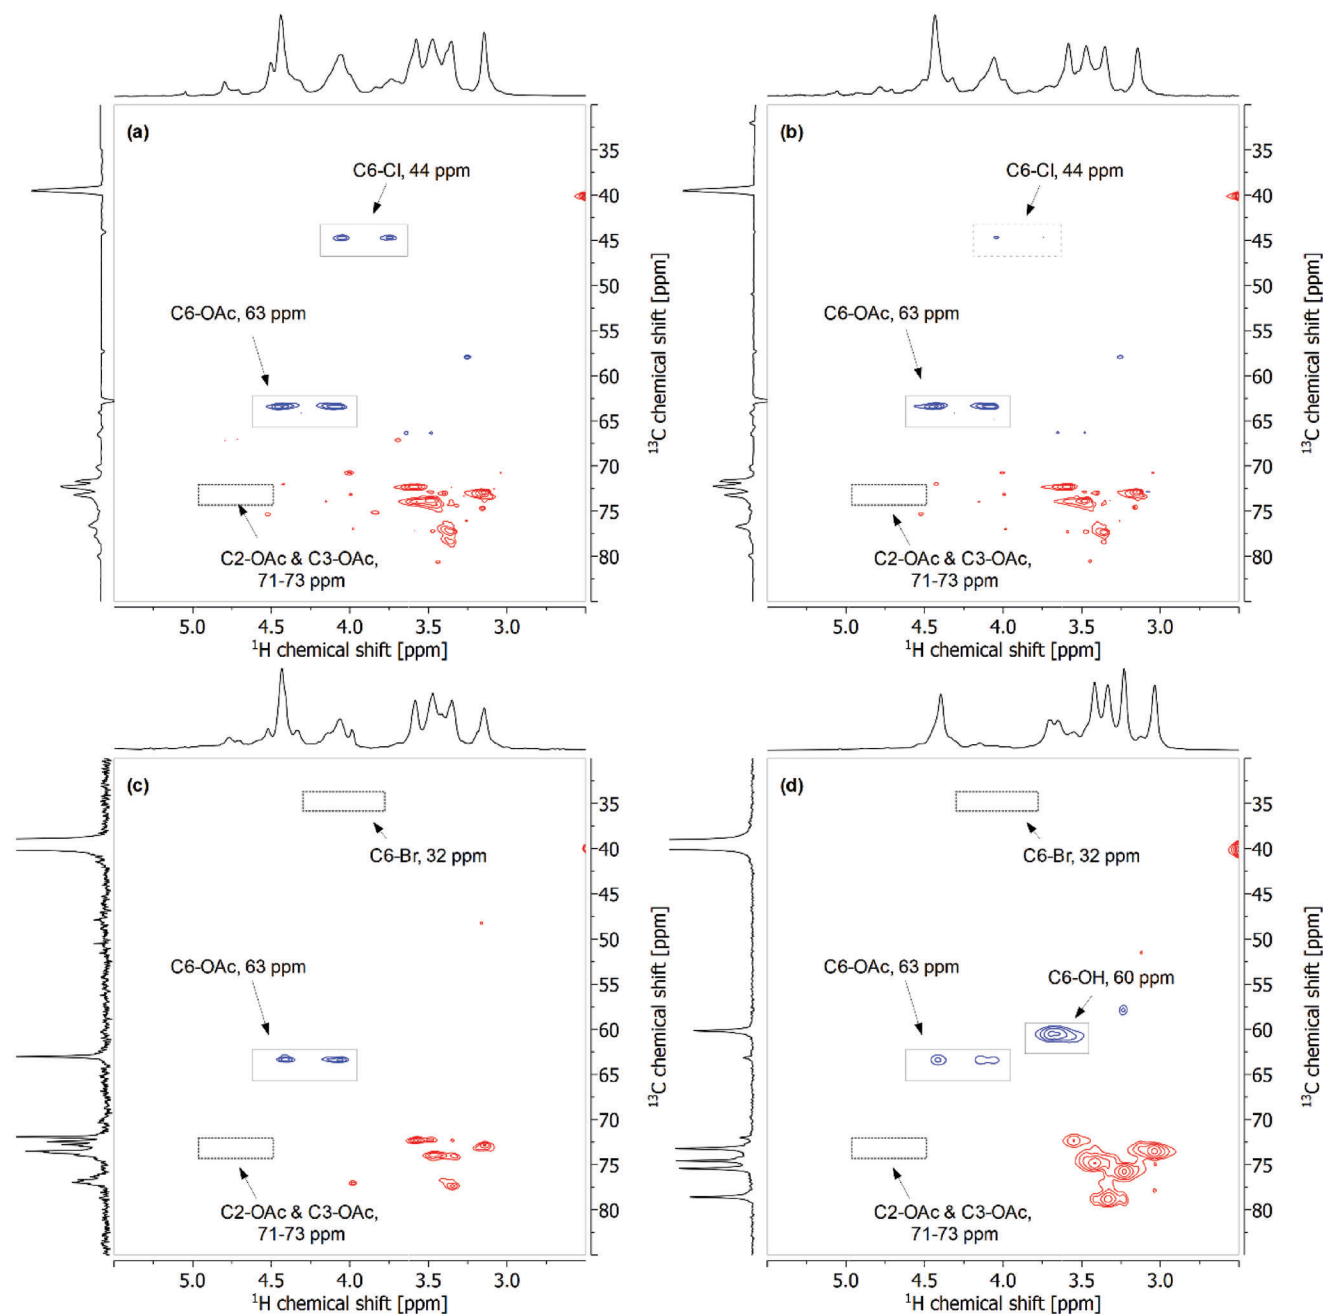 (a)
C6-Cl, 44 ppm
C6-OAc, 63 ppm
C2-OAc & C3-OAc,
71-73 ppm
35
40
45
50
55
60
65
70
75
80
¹³C chemical shift [ppm]
5.0 4.5 4.0 3.5 3.0
¹H chemical shift [ppm]
(b)
C6-Cl, 44 ppm
C6-OAc, 63 ppm
C2-OAc & C3-OAc,
71-73 ppm
35
40
45
50
55
60
65
70
75
80
¹³C chemical shift [ppm]
5.0 4.5 4.0 3.5 3.0
¹H chemical shift [ppm]
(c)
C6-Br, 32 ppm
C6-OAc, 63 ppm
C2-OAc & C3-OAc,
71-73 ppm
35
40
45
50
55
60
65
70
75
80
¹³C chemical shift [ppm]
5.0 4.5 4.0 3.5 3.0
¹H chemical shift [ppm]
(d)
C6-Br, 32 ppm
C6-OAc, 63 ppm
C6-OH, 60 ppm
C2-OAc & C3-OAc,
71-73 ppm
35
40
45
50
55
60
65
70
75
80
¹³C chemical shift [ppm]
5.0 4.5 4.0 3.5 3.0
¹H chemical shift [ppm]